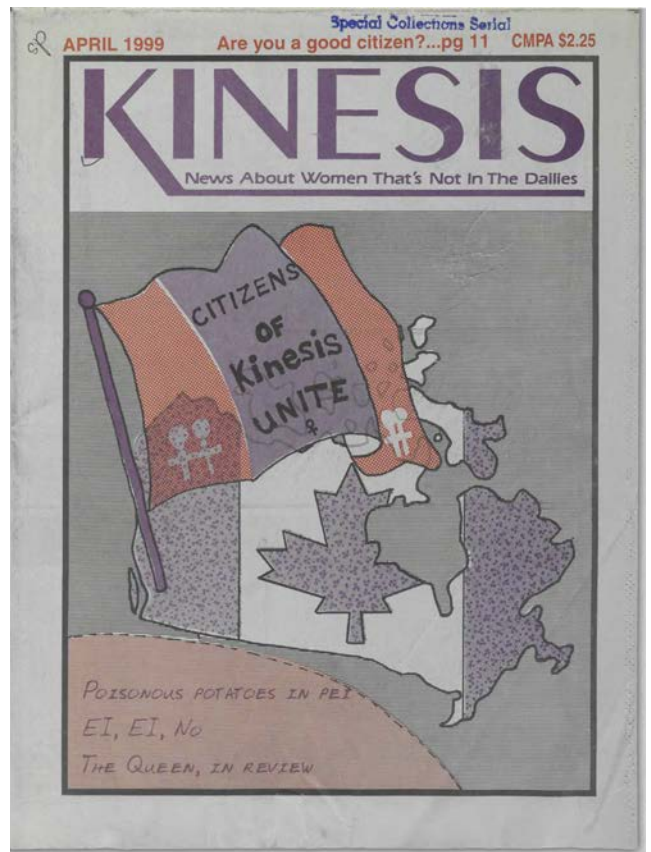 Special Collections Serial
APRIL 1999 Are you a good citizen?...pg 11 CMPA $2.25
KINESIS
News About Women That's Not In The Dailies
CITIZENS
OF
Kinesis
UNITE
POISONOUS POTATOES IN PEI
EI, EI, NO
THE QUEEN, IN REVIEW